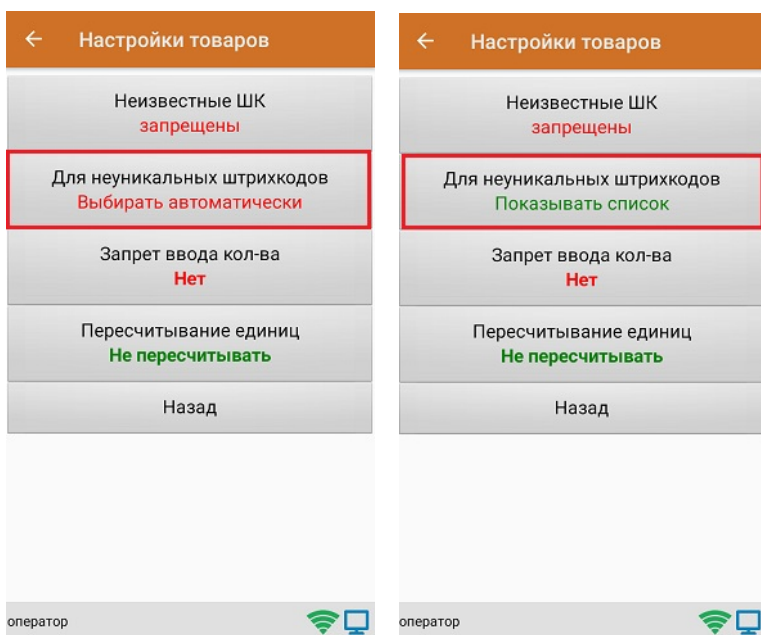 Настройки товаров
Неизвестные ШК
запрещены
Для неуникальных штрихкодов
Выбирать автоматически
Запрет ввода кол-ва
Нет
Пересчитывание единиц
Не пересчитывать
Назад
оператор
Настройки товаров
Неизвестные ШК
запрещены
Для неуникальных штрихкодов
Показывать список
Запрет ввода кол-ва
Нет
Пересчитывание единиц
Не пересчитывать
Назад
оператор